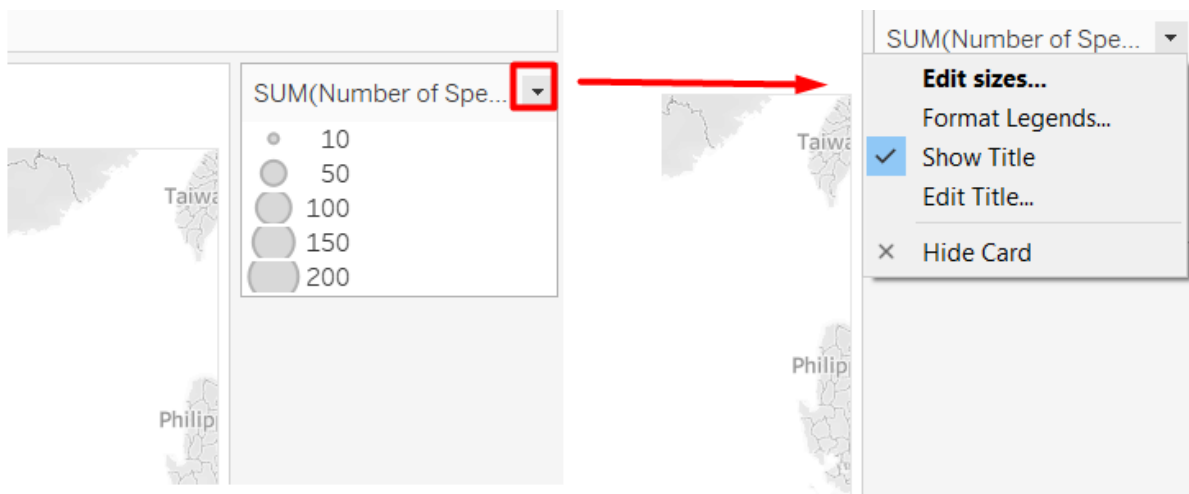 SUM(Number of Spe...
10
50
100
150
200
Taiwa
Philip
SUM(Number of Spe...
Edit sizes...
Format Legends...
Show Title
Edit Title...
Hide Card
Taiwa
Philip